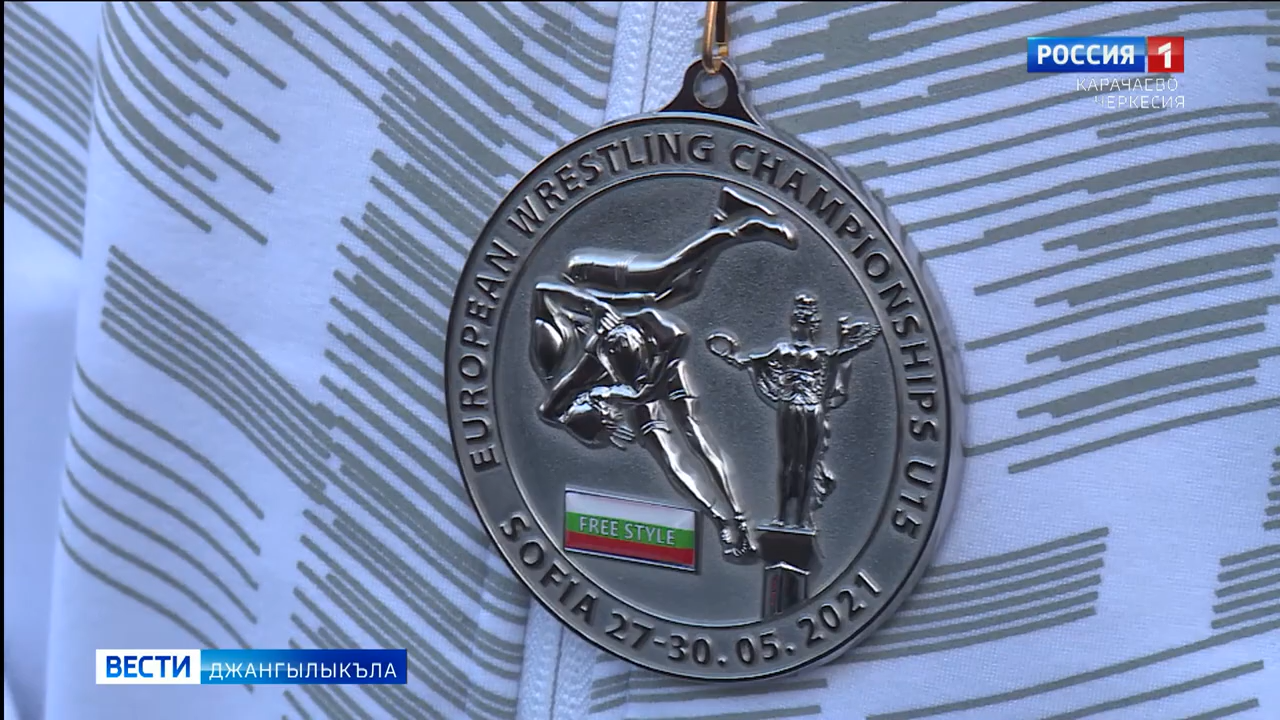 РОССИЯ 1
КАРАЧАЕВО
ЧЕРКЕСИЯ
EUROPEAN WRESTLING CHAMPIONSHIPS U15
FREE STYLE
SOFIA 27-30.05.2021
ВЕСТИ ДЖАНГЫЛЫКЪЛА